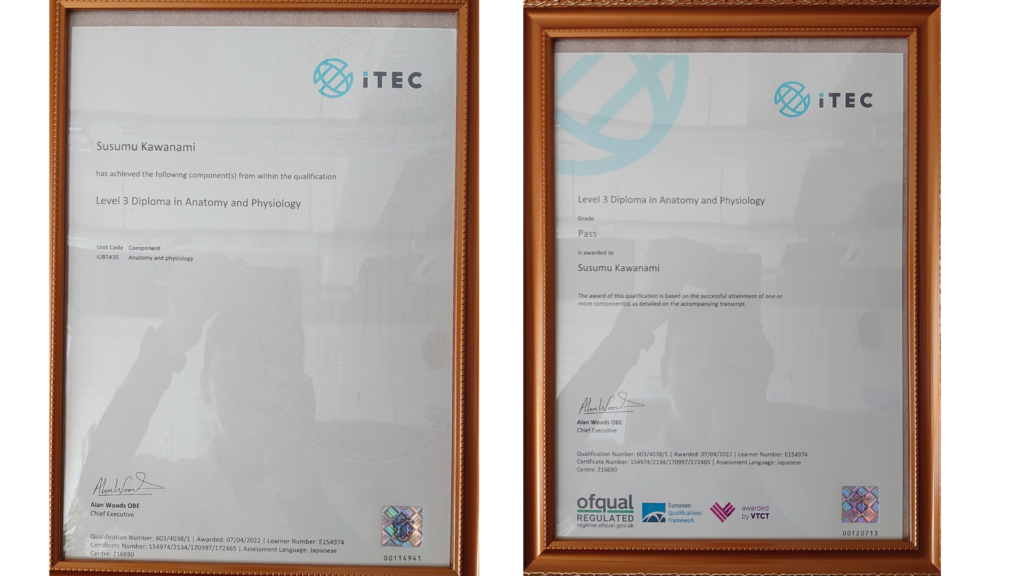 iTEC
Susumu Kawanami
has achieved the following component(s) from within the qualification
Level 3 Diploma in Anatomy and Physiology
Unit Code Component
iUBT435 Anatomy and physiology
Alan Woods OBE
Chief Executive
Qualification Number: 603/4038/1 | Awarded: 07/04/2022 | Learner Number: E154974
Certificate Number: 154974/2134/170997/172465 | Assessment Language: Japanese
Centre: Z16690
00114941
iTEC
Level 3 Diploma in Anatomy and Physiology
Grade
Pass
is awarded to
Susumu Kawanami
The award of this qualification is based on the successful attainment of one or
more component(s) as detailed on the accompanying transcript.
Alan Woods OBE
Chief Executive
Qualification Number: 603/4038/1 | Awarded: 07/04/2022 | Learner Number: E154974
Certificate Number: 154974/2134/170997/172465 | Assessment Language: Japanese
Centre: Z16690
ofqual
REGULATED
register.ofqual.gov.uk
European
Qualifications
Framework
awarded
by VTCT
00120713